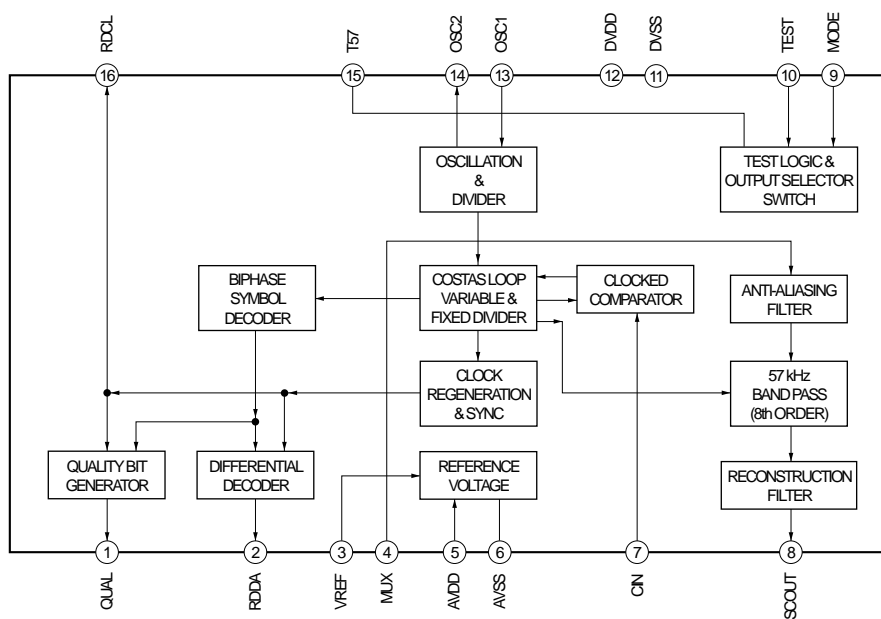 RDCL
T57
OSC2
OSC1
DVDD
DVSS
TEST
MODE
16
15
14
13
12
11
10
9
OSCILLATION
&
DIVIDER
TEST LOGIC &
OUTPUT SELECTOR
SWITCH
BIPHASE
SYMBOL
DECODER
COSTAS LOOP
VARIABLE &
FIXED DIVIDER
CLOCKED
COMPARATOR
ANTI-ALIASING
FILTER
CLOCK
REGENERATION
& SYNC
57 kHz
BAND PASS
(8th ORDER)
QUALITY BIT
GENERATOR
DIFFERENTIAL
DECODER
REFERENCE
VOLTAGE
RECONSTRUCTION
FILTER
1
2
3
4
5
6
7
8
QUAL
RDDA
VREF
MUX
AVDD
AVSS
CIN
SCOUT